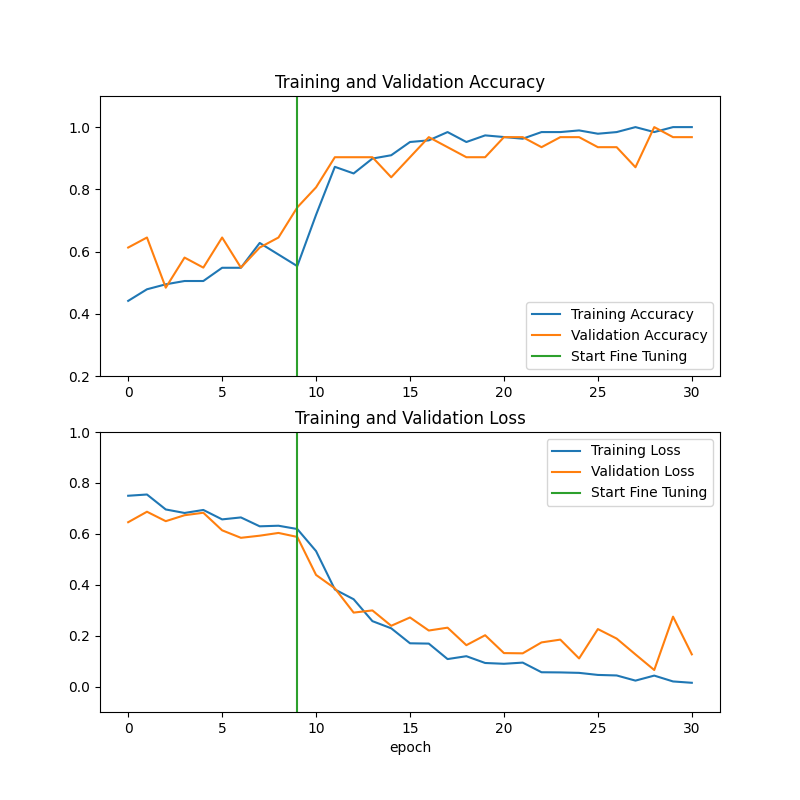 Training and Validation Accuracy
1.0
0.8
0.6
0.4
0.2
0 5 10 15 20 25 30
Training Accuracy
Validation Accuracy
Start Fine Tuning
Training and Validation Loss
1.0
0.8
0.6
0.4
0.2
0.0
0 5 10 15 20 25 30
Training Loss
Validation Loss
Start Fine Tuning
epoch